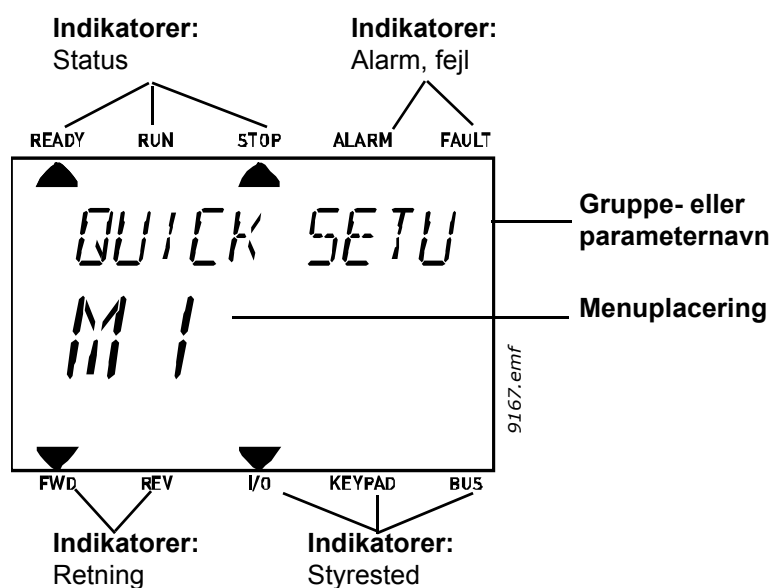 Indikatorer:
Status
Indikatorer:
Alarm, fejl
READY RUN STOP ALARM FAULT
QUICK SETU
Gruppe- eller
parameternavn
M1
Menuplacering
9167.emf
FWD REV I/O KEYPAD BUS
Indikatorer:
Retning
Indikatorer:
Styrested